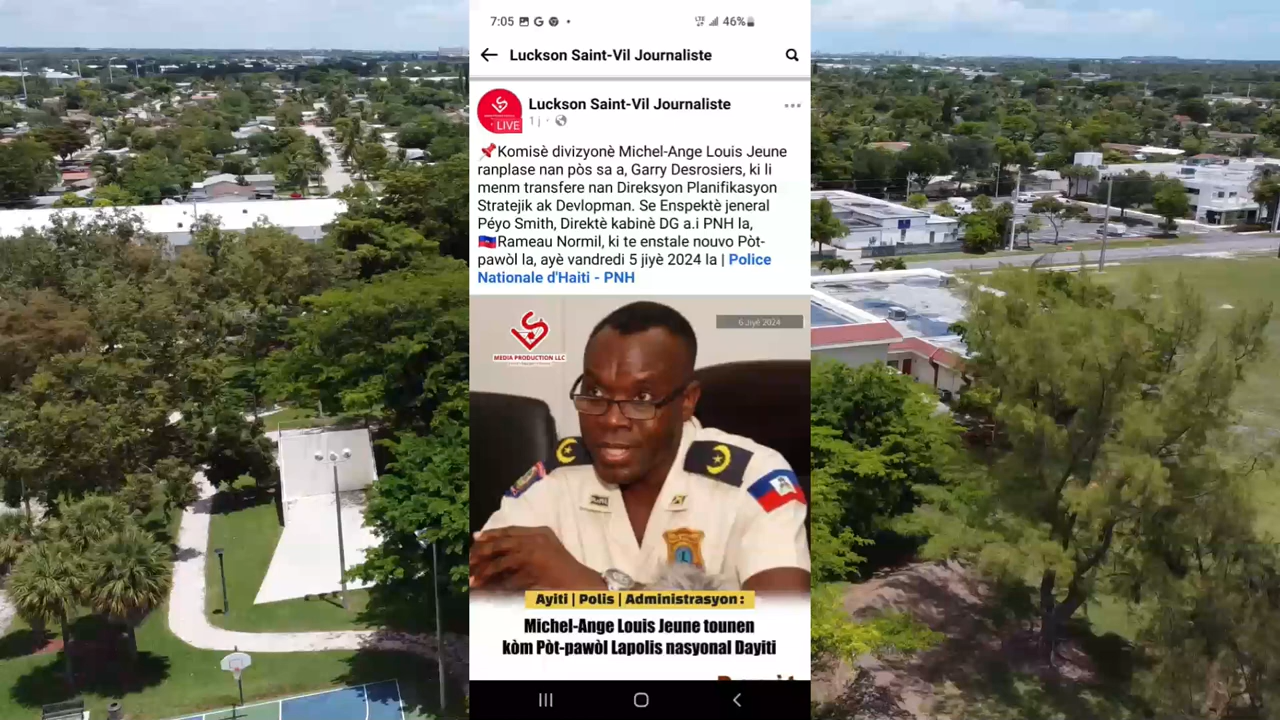 7:05
46%
Luckson Saint-Vil Journaliste
Luckson Saint-Vil Journaliste
LIVE
1 j
📌Komisè divizyonè Michel-Ange Louis Jeune
ranplase nan pòs sa a, Garry Desrosiers, ki li
menm transfere nan Direksyon Planifikasyon
Stratejik ak Devlopman. Se Enspektè jeneral
Péyo Smith, Direktè kabinè DG a.i PNH la,
🇭🇹Rameau Normil, ki te enstale nouvo Pòt-
pawòl la, ayè vandredi 5 jiyè 2024 la | Police
Nationale d'Haiti - PNH
6 Jiyè 2024
MEDIA PRODUCTION LLC
Ayiti | Polis | Administrasyon :
Michel-Ange Louis Jeune tounen
kòm Pòt-pawòl Lapolis nasyonal Dayiti